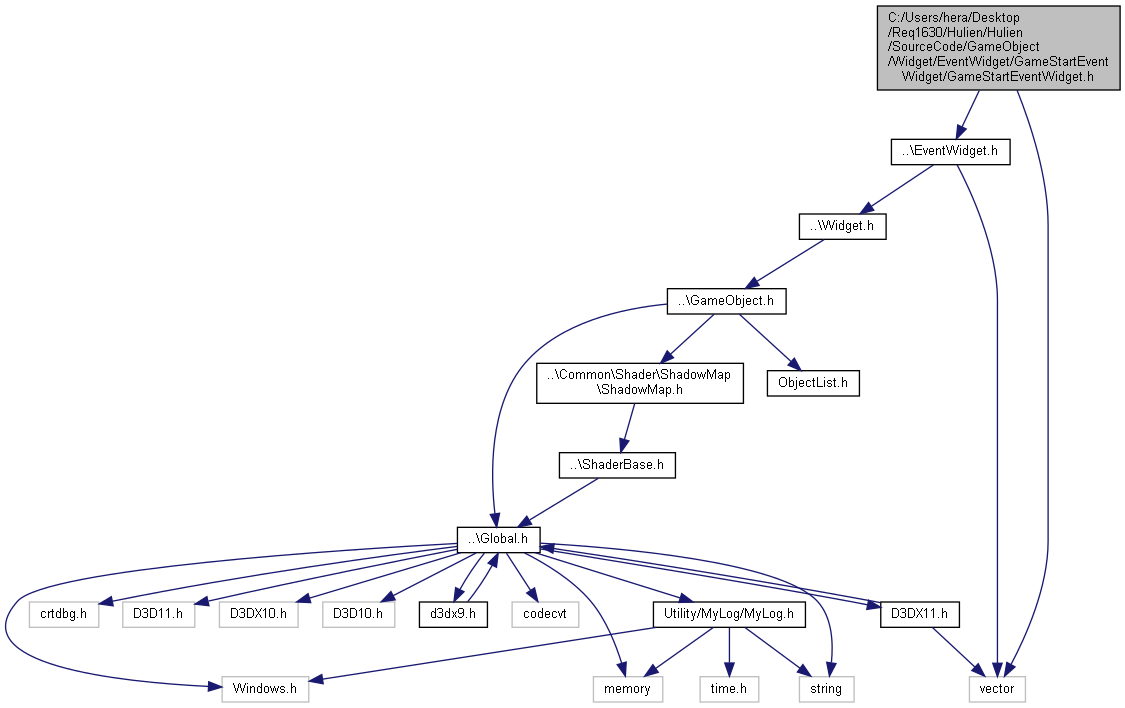 C:/Users/hera/Desktop
/Req1630/Hulien/Hulien
/SourceCode/GameObject
/Widget/EventWidget/GameStartEvent
Widget/GameStartEventWidget.h
..\EventWidget.h
..\Widget.h
..\GameObject.h
..\Common\Shader\ShadowMap
\ShadowMap.h
ObjectList.h
..\ShaderBase.h
..\Global.h
crtdbg.h
D3D11.h
D3DX10.h
D3D10.h
d3dx9.h
codecvt
Utility/MyLog/MyLog.h
D3DX11.h
Windows.h
memory
time.h
string
vector